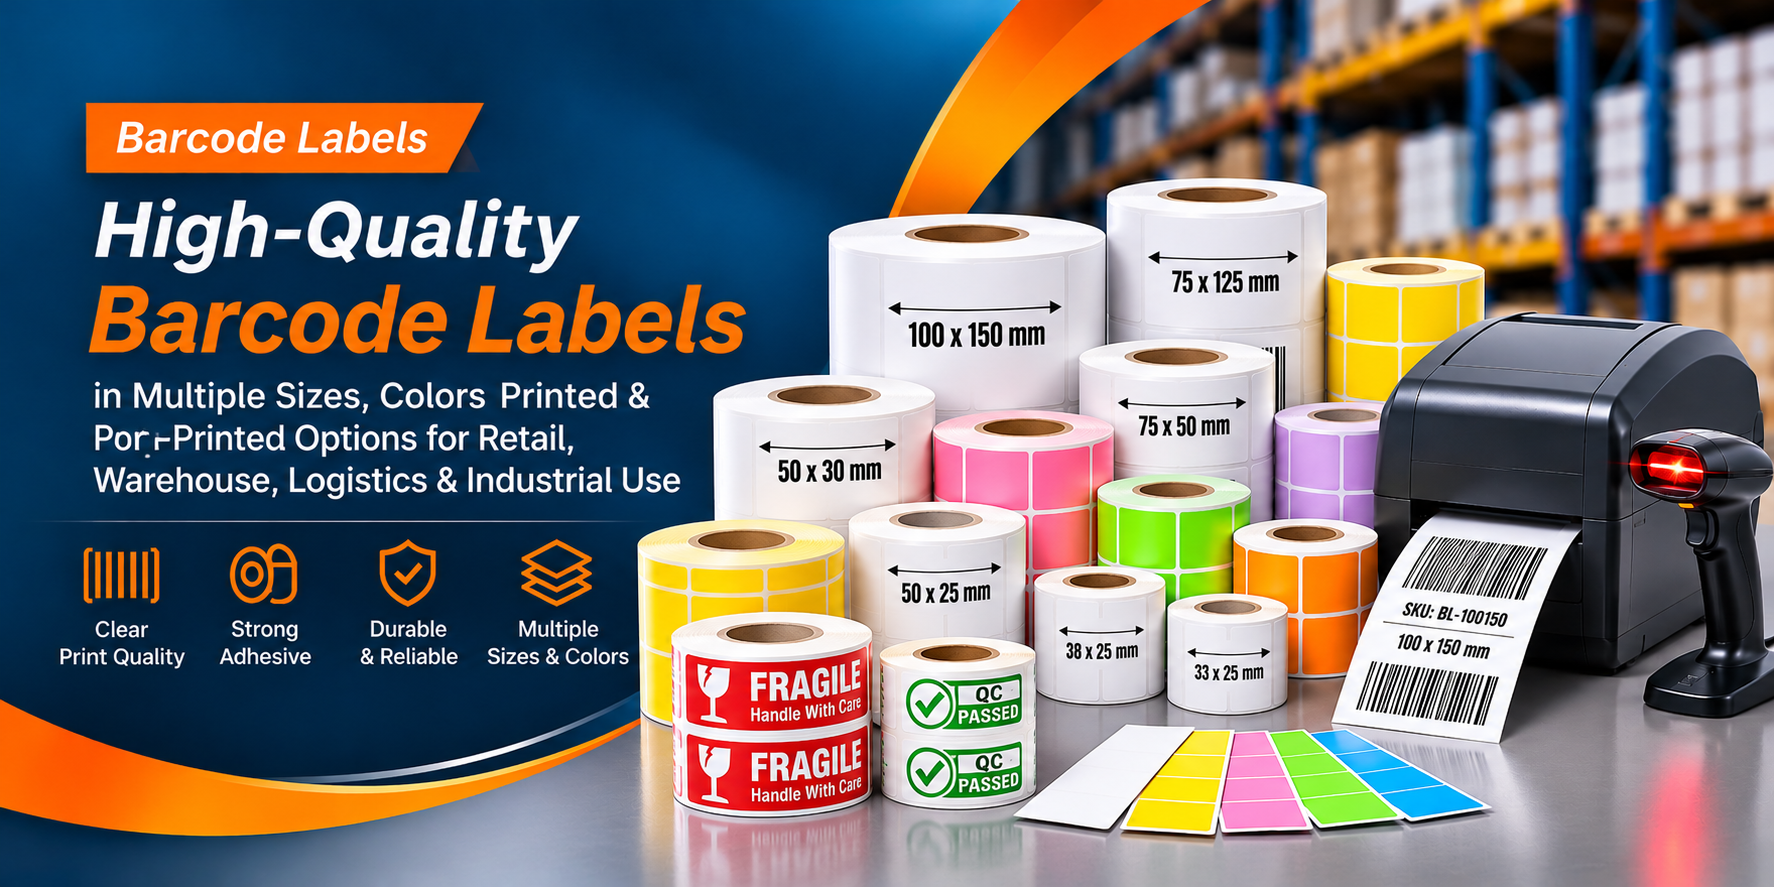 Barcode Labels
High-Quality
Barcode Labels
in Multiple Sizes, Colors Printed &
-Printed Options for Retail,
Warehouse, Logistics & Industrial Use
Clear
Print Quality
Strong
Adhesive
Durable
& Reliable
Multiple
Sizes & Colors
100 x 150 mm
75 x 125 mm
50 x 30 mm
75 x 50 mm
50 x 25 mm
38 x 25 mm
33 x 25 mm
FRAGILE
Handle With Care
FRAGILE
Handle With Care
QC
PASSED
QC
PASSED
SKU: BL-100150
100 x 150 mm